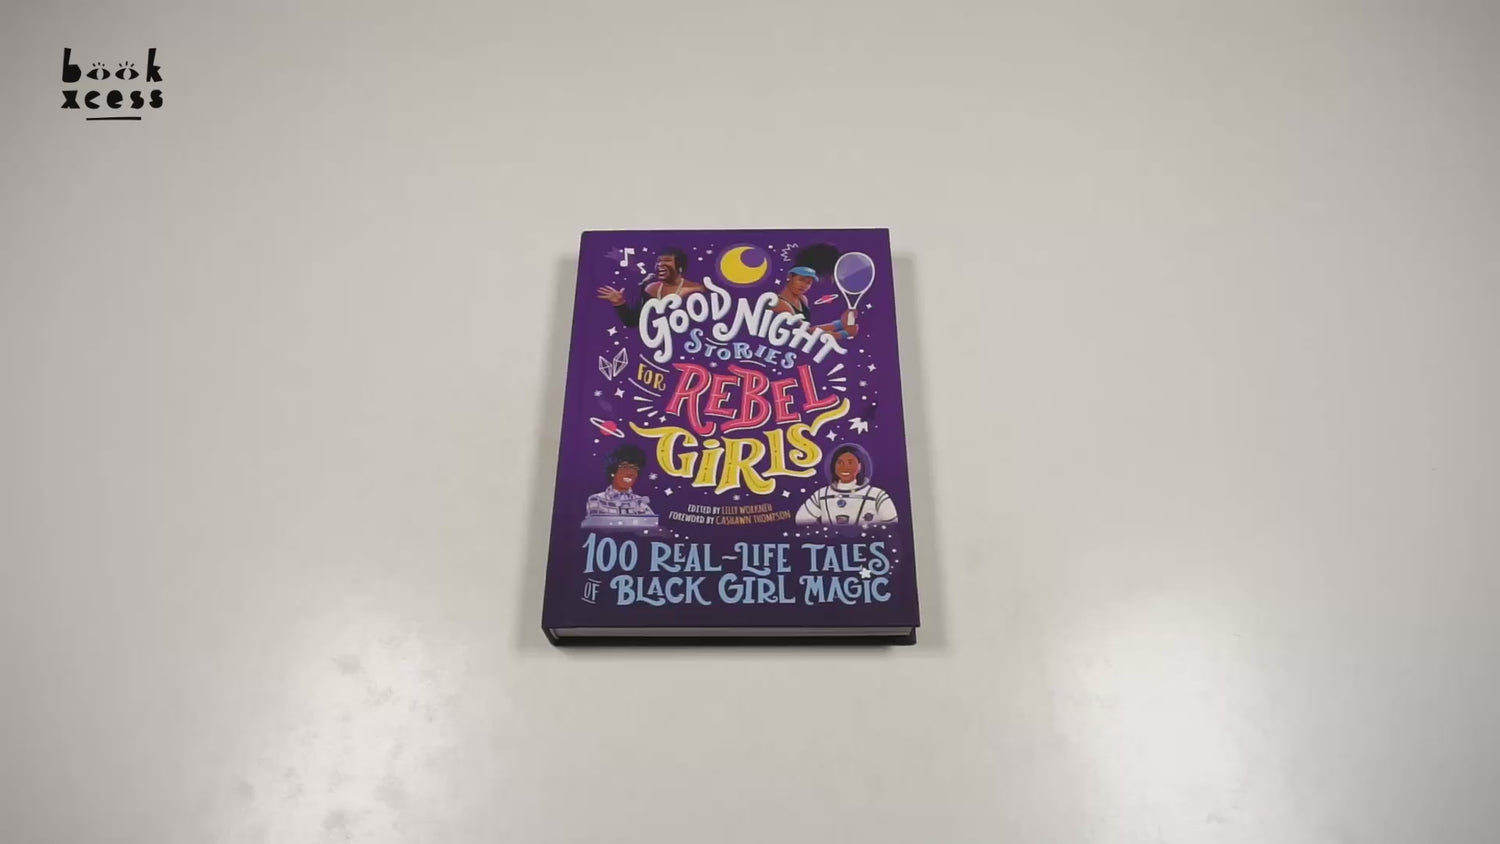 book
xcess
GOOD NIGHT
STORIES
FOR REBEL
GIRLS
EDITED BY LILLY WORKNEH
FOREWORD BY CASHAWN THOMPSON
100 REAL-LIFE TALES
OF BLACK GIRL MAGIC